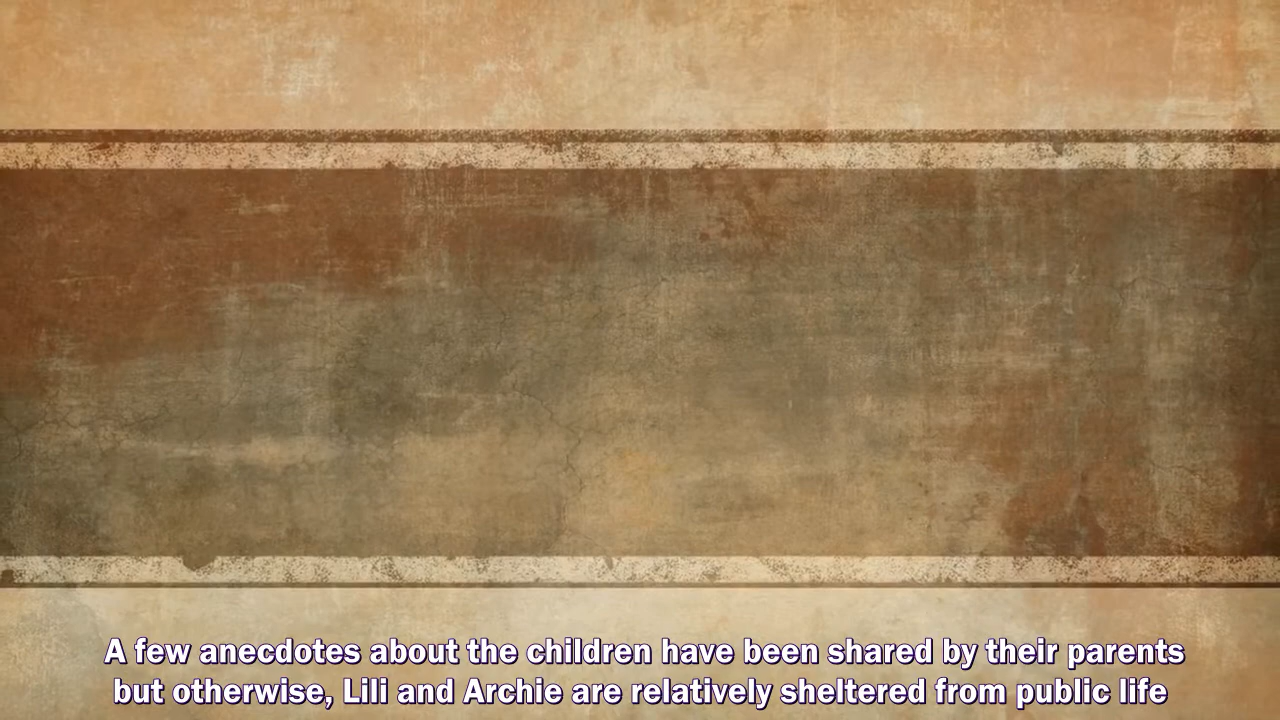 A few anecdotes about the children have been shared by their parents
but otherwise, Lili and Archie are relatively sheltered from public life